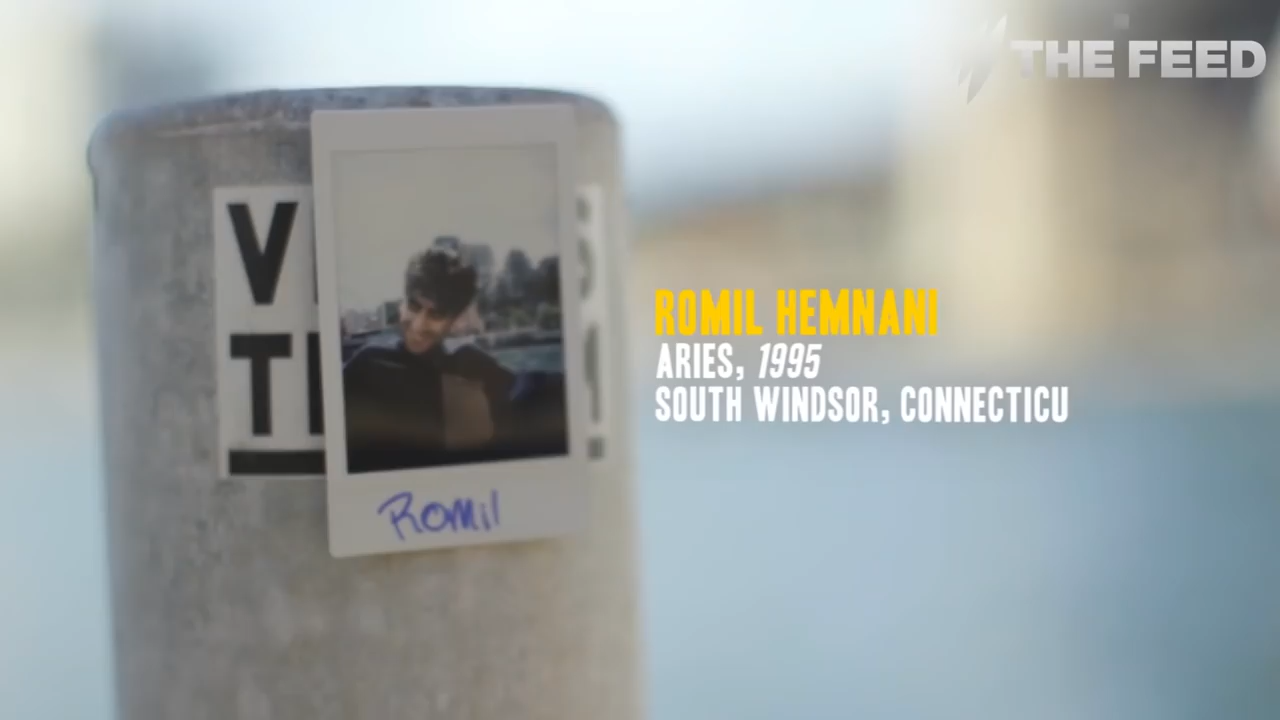 THE FEED
V
T
ROMIL HEMNANI
ARIES, 1995
SOUTH WINDSOR, CONNECTICU
Romil